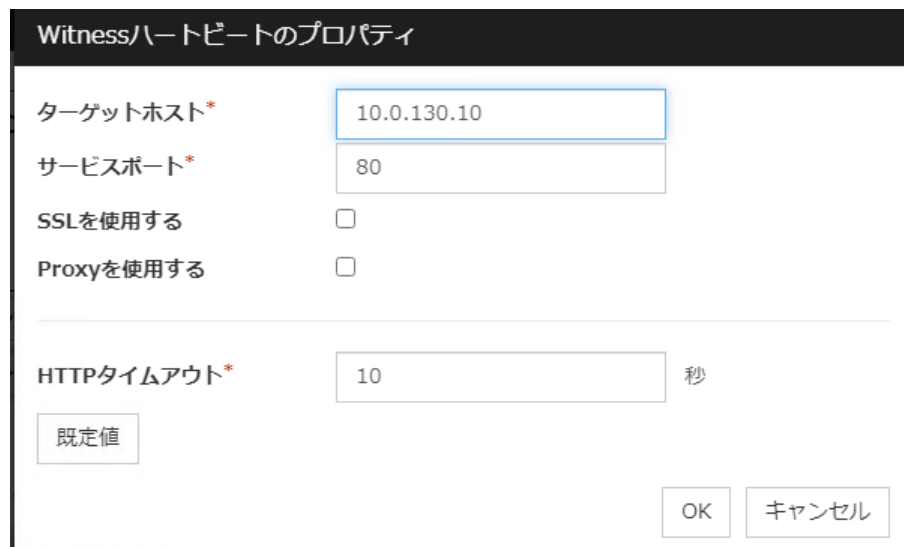 Witnessハートビートのプロパティ
ターゲットホスト* 10.0.130.10
サービスポート* 80
SSLを使用する
Proxyを使用する
HTTPタイムアウト* 10 秒
既定値
OK キャンセル